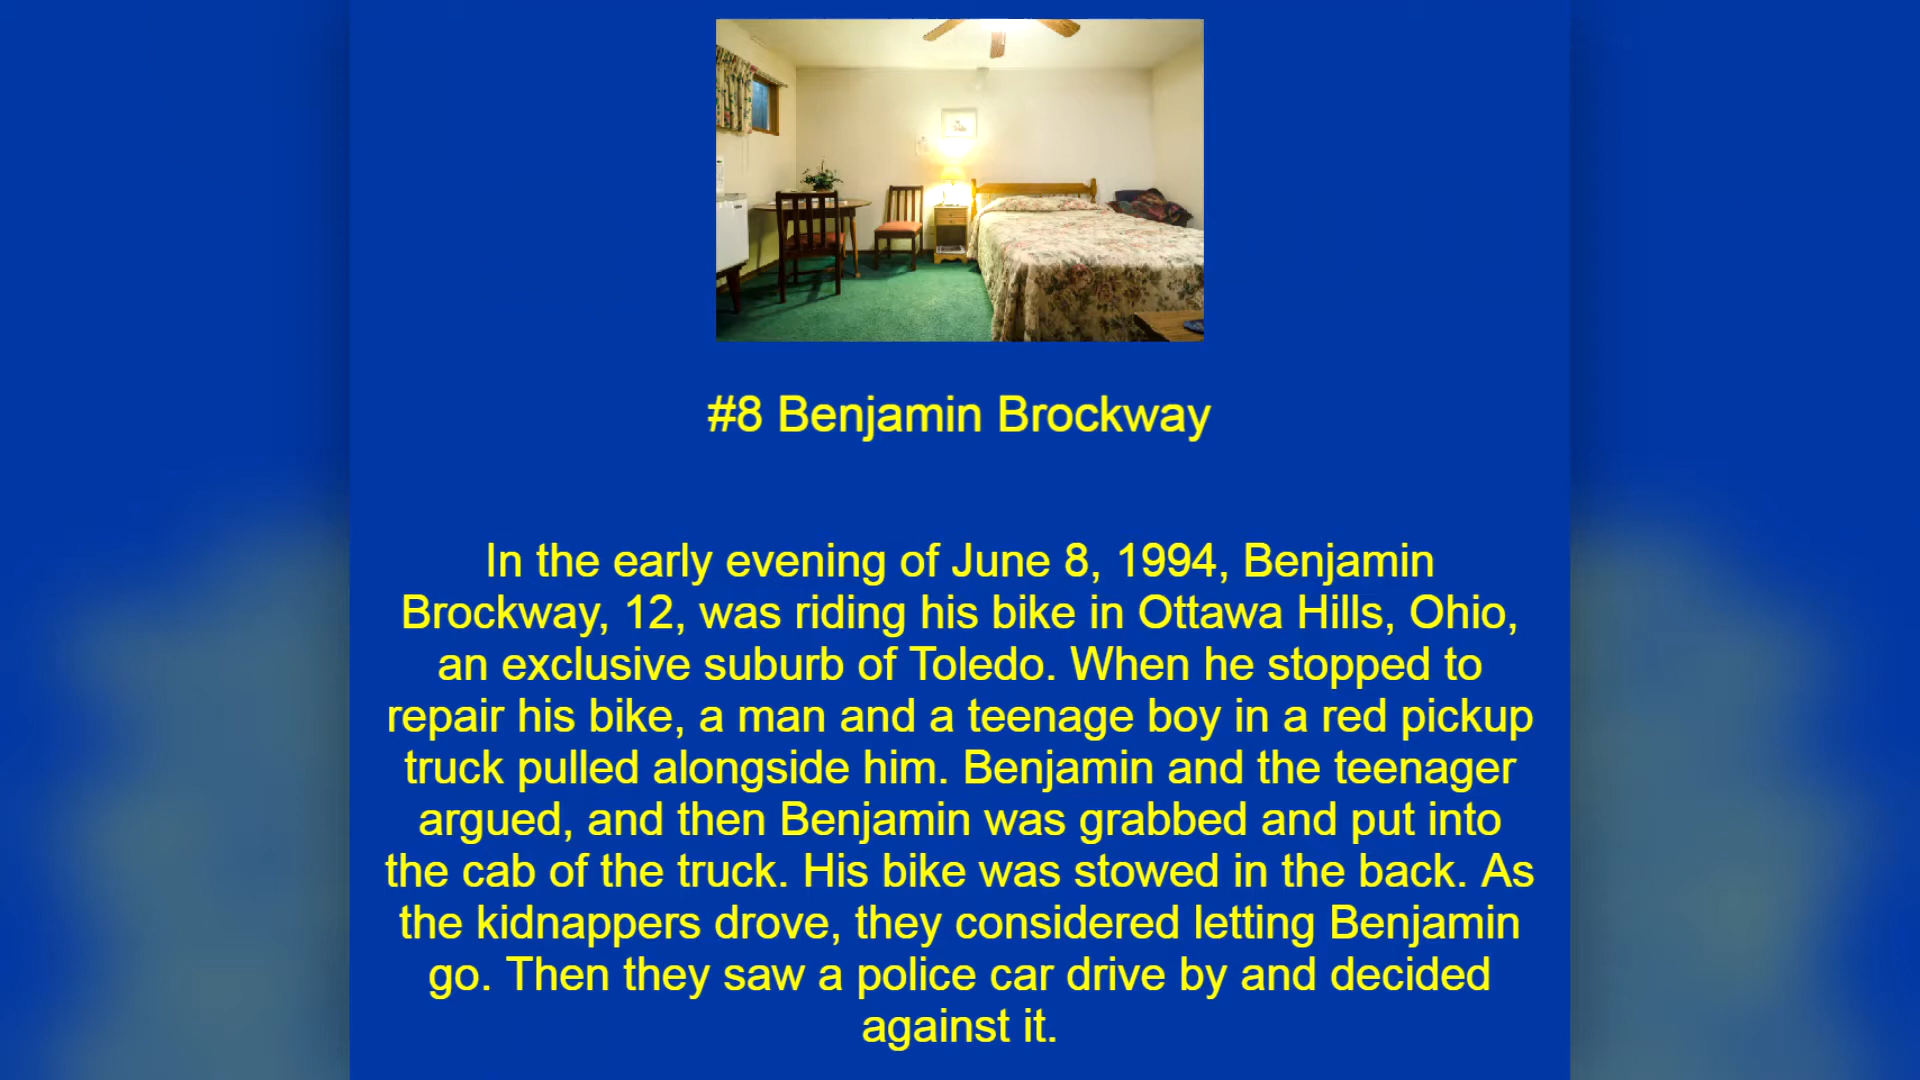 #8 Benjamin Brockway
In the early evening of June 8, 1994, Benjamin
Brockway, 12, was riding his bike in Ottawa Hills, Ohio,
an exclusive suburb of Toledo. When he stopped to
repair his bike, a man and a teenage boy in a red pickup
truck pulled alongside him. Benjamin and the teenager
argued, and then Benjamin was grabbed and put into
the cab of the truck. His bike was stowed in the back. As
the kidnappers drove, they considered letting Benjamin
go. Then they saw a police car drive by and decided
against it.